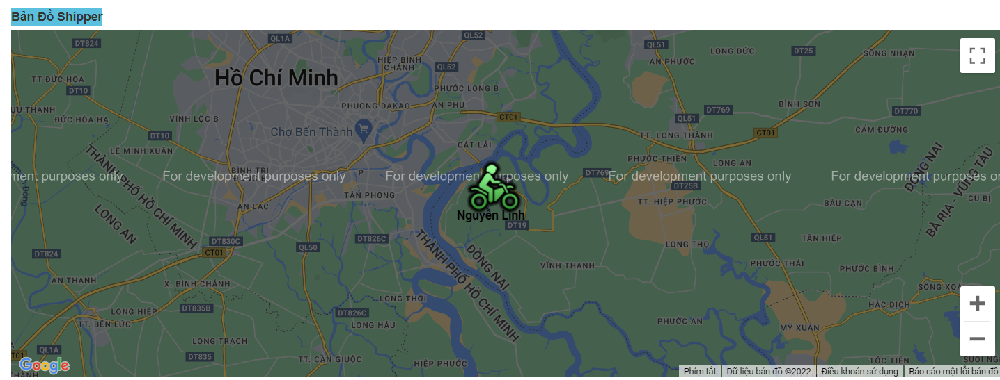 Bản Đồ Shipper
QL1A
QL52
DT824
QL51
LONG ĐỨC
DT25
SÔNG NHẠN
HIỆP BÌNH
CHÁNH
QL52
AN PHƯỚC
Hồ Chí Minh
TT ĐỨC HÒA
DT10
PHƯỚC LONG B
PHUONG DAKAO
AN PHÚ
BÌNH SƠN
DT769
DT770
ĐỨC HÒA HẠ
VĨNH LỘC B
CT01
QL51
Chợ Bến Thành
DT10
TT. LONG THÀNH
CT01
CẨM ĐƯỜNG
LÊ MINH XUÂN
CÁT LÁI
PHƯỚC THIỀN
LONG AN
BÌNH TRỊ
P
DT769
For development purposes only
For development purposes only
For development purposes only
For development purposes only
DT25B
TÂN PHONG
TT. HIỆP PHƯỚC
BÀU CẠN
CÙ BỊ
AN LẠC
Nguyễn Linh
DT19
THÀNH PHỐ HỒ CHÍ MINH
LONG AN
ĐỒNG NAI
BÀ RỊA - VŨNG TÀU
DT830C
DT826C
QL51
TÂN HIỆP
CT01
QL50
LONG THỌ
DT824
ĐỒNG NAI
THÀNH PHỐ HỒ CHÍ MINH
VĨNH THANH
PHƯỚC THÁI
PHƯỚC BÌNH
AN THẠNH
X. BÌNH CHÁNH
SÔNG XOÀI
LONG THỚI
HẮC DỊCH
LONG HIỆP
DT835B
DT826C
TT. BẾN LỨC
LONG HẬU
PHƯỚC AN
MỸ XUÂN
LONG TRẠCH
QL1A
DT835
TT. CẦN GIUỘC
HIỆP PHƯỚC
TÓC TIÊN
Google
Phím tắt
Dữ liệu bản đồ ©2022
Điều khoản sử dụng
Báo cáo một lỗi bản đồ